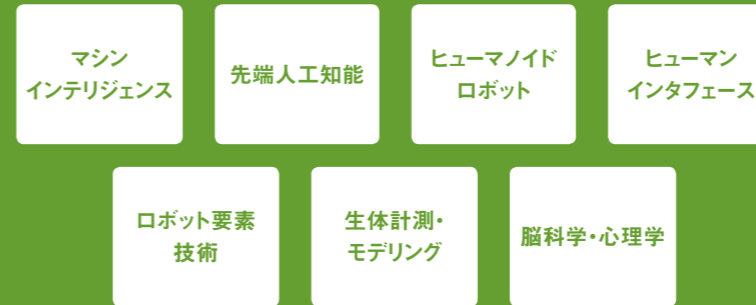 マシン
インテリジェンス
先端人工知能
ヒューマノイド
ロボット
ヒューマン
インタフェース
ロボット要素
技術
生体計測・
モデリング
脳科学・心理学